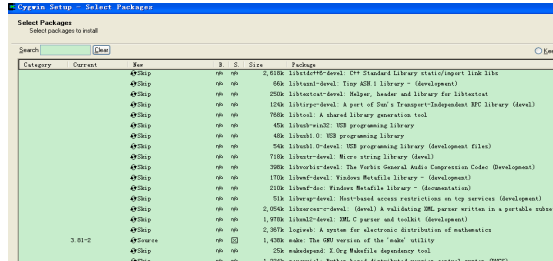 Cygwin Setup - Select Packages
Select Packages
Select packages to install
Search Clear
Category Current New B. S. Size Package
Skip n/a n/a 2,618k libstdc++6-devel: C++ Standard Library static/import link libs
Skip n/a n/a 66k libtasn1-devel: Tiny ASN.1 library - (development)
Skip n/a n/a 250k libtextcat-devel: Helper, header and library for libtextcat
Skip n/a n/a 124k libtirpc-devel: A port of Sun's Transport-Independent RFC library (devel)
Skip n/a n/a 768k libtool: A shared library generation tool
Skip n/a n/a 45k libusb-win32: USB programming library
Skip n/a n/a 48k libusb1.0: USB programming library
Skip n/a n/a 54k libusb1.0-devel: USB programming library (development files)
Skip n/a n/a 718k libustr-devel: Micro string library (devel)
Skip n/a n/a 398k libvorbis-devel: The Vorbis General Audio Compression Codec (Development)
Skip n/a n/a 170k libwmf-devel: Windows Metafile library - (development)
Skip n/a n/a 210k libwmf-doc: Windows Metafile library - (documentation)
Skip n/a n/a 51k libwrap-devel: Host-based access restrictions on tcp services (development)
Skip n/a n/a 2,054k libxerces-c-devel: (devel) A validating XML parser written in a portable subse
Skip n/a n/a 1,978k libxml2-devel: XML C parser and toolkit (development)
Skip n/a n/a 2,367k logiweb: A system for electronic distribution of mathematics
3.81-2 Source n/a 1,438k make: The GNU version of the 'make' utility
Skip n/a n/a 25k makedepend: X.Org Makefile dependency tool